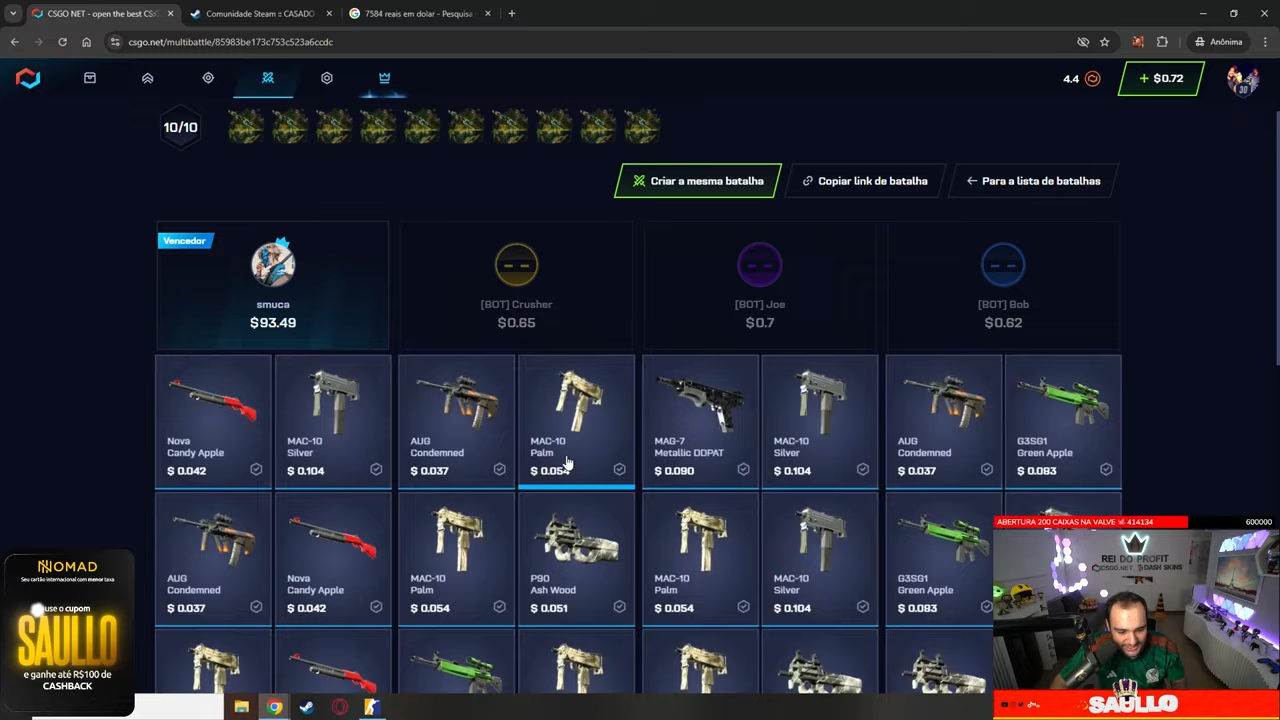 CSGO NET - open the best CS:
Comunidade Steam :: CASADO
7584 reais em dolar - Pesquisa
csgo.net/multibattle/85983be173c753c523a6ccdc
Anônima
4.4
+ $0.72
30
10/10
Criar a mesma batalha
Copiar link de batalha
Para a lista de batalhas
Vencedor
smuca
$93.49
[BOT] Crusher
$0.65
[BOT] Joe
$0.7
[BOT] Bob
$0.62
Nova
Candy Apple
$ 0.042
MAC-10
Silver
$ 0.104
AUG
Condemned
$ 0.037
MAC-10
Palm
$ 0.054
MAG-7
Metallic DDPAT
$ 0.090
MAC-10
Silver
$ 0.104
AUG
Condemned
$ 0.037
G3SG1
Green Apple
$ 0.083
AUG
Condemned
$ 0.037
Nova
Candy Apple
$ 0.042
MAC-10
Palm
$ 0.054
P90
Ash Wood
$ 0.051
MAC-10
Palm
$ 0.054
MAC-10
Silver
$ 0.104
G3SG1
Green Apple
$ 0.083
NOMAD
Seu cartão internacional com menor taxa
use o cupom
SAULLO
e ganhe até R$100 de
CASHBACK
ABERTURA 200 CAIXAS NA VALVE
414134
600000
REI DO PROFIT
CSGO.NET
DASH SKINS
SAULLO